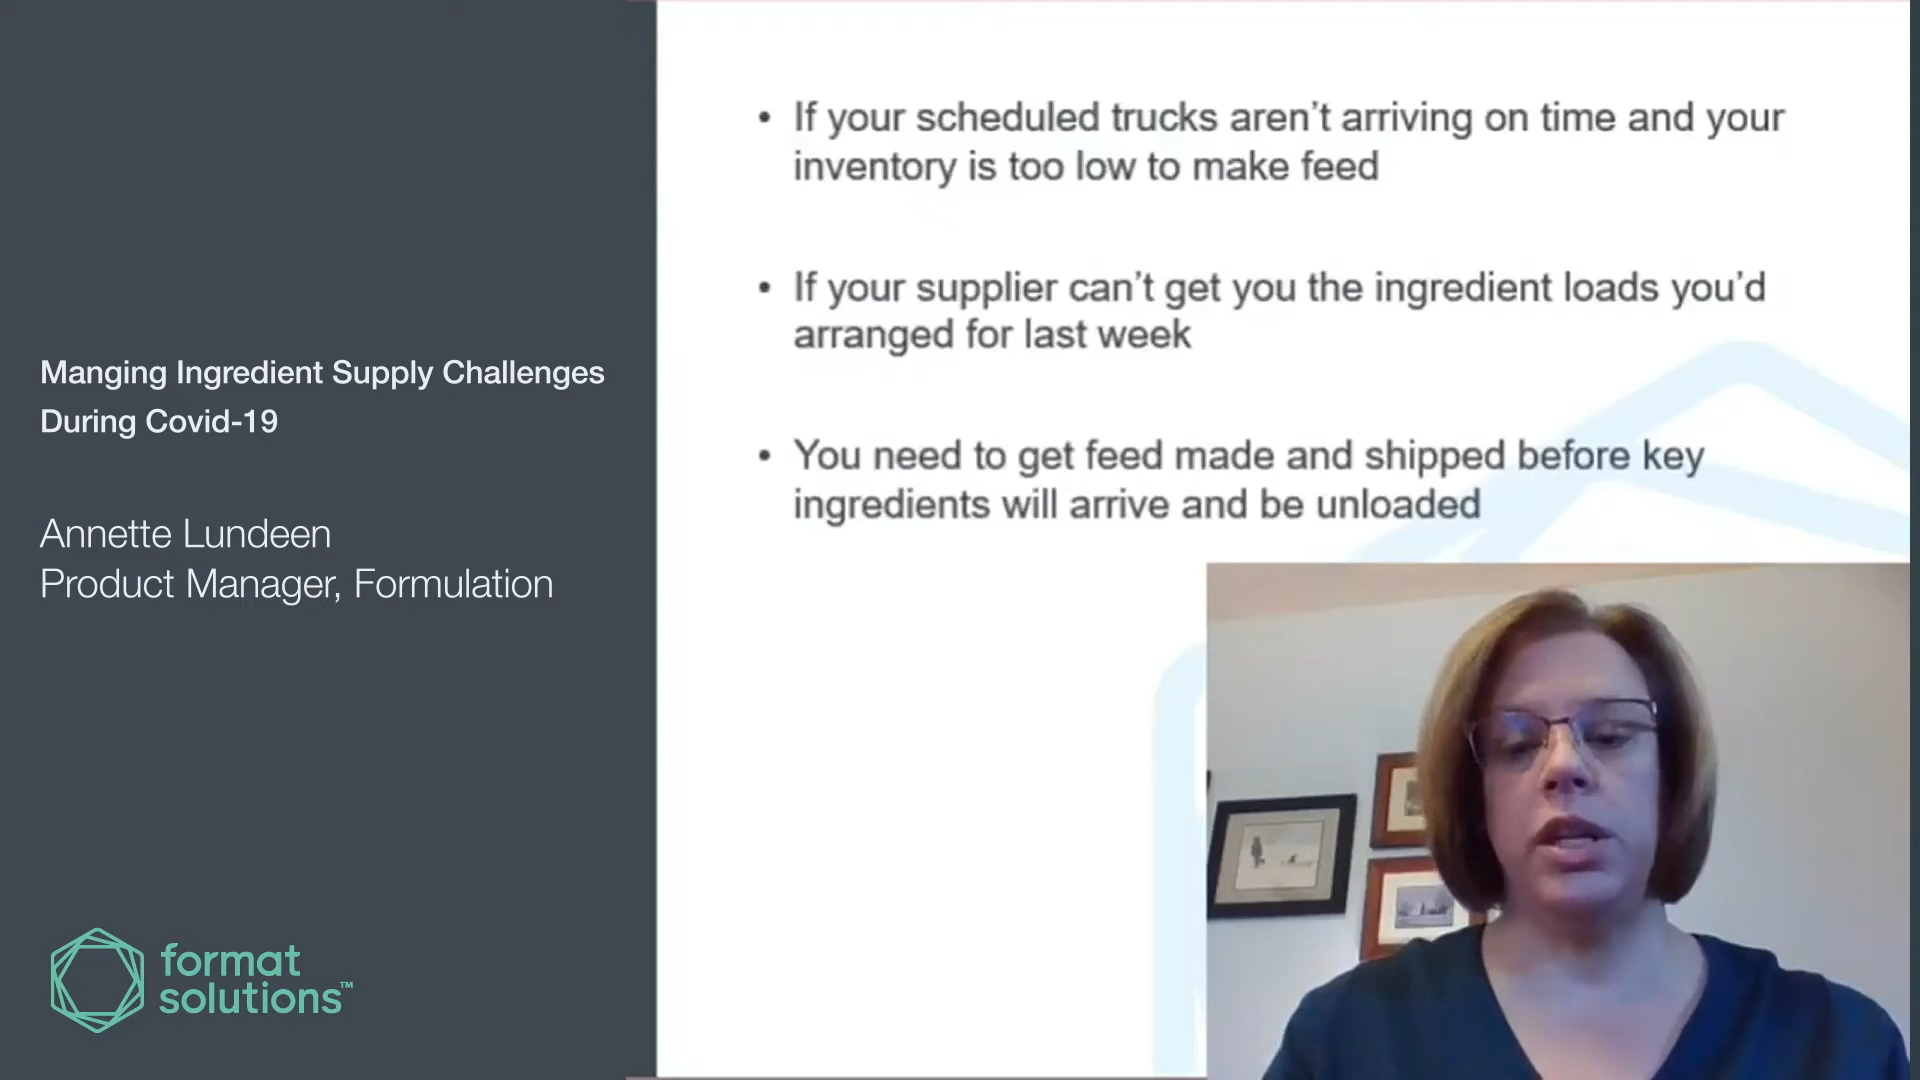 Manging Ingredient Supply Challenges
During Covid-19
Annette Lundeen
Product Manager, Formulation
format
solutions™
• If your scheduled trucks aren’t arriving on time and your
inventory is too low to make feed
• If your supplier can’t get you the ingredient loads you’d
arranged for last week
• You need to get feed made and shipped before key
ingredients will arrive and be unloaded